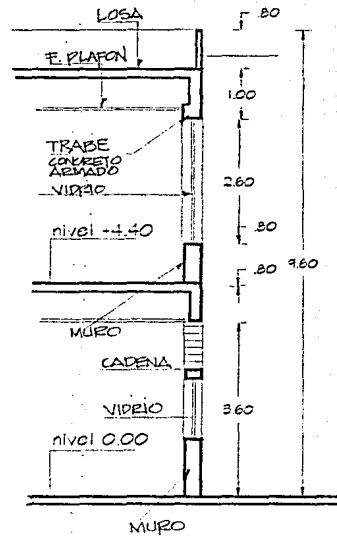 LOSA
.80
F. PLAFON
1.00
TRABE
CONCRETO
ARMADO
VIDRIO
2.60
nivel +4.40
.80
.80
9.60
MURO
CADENA
VIDRIO
3.60
nivel 0.00
MURO